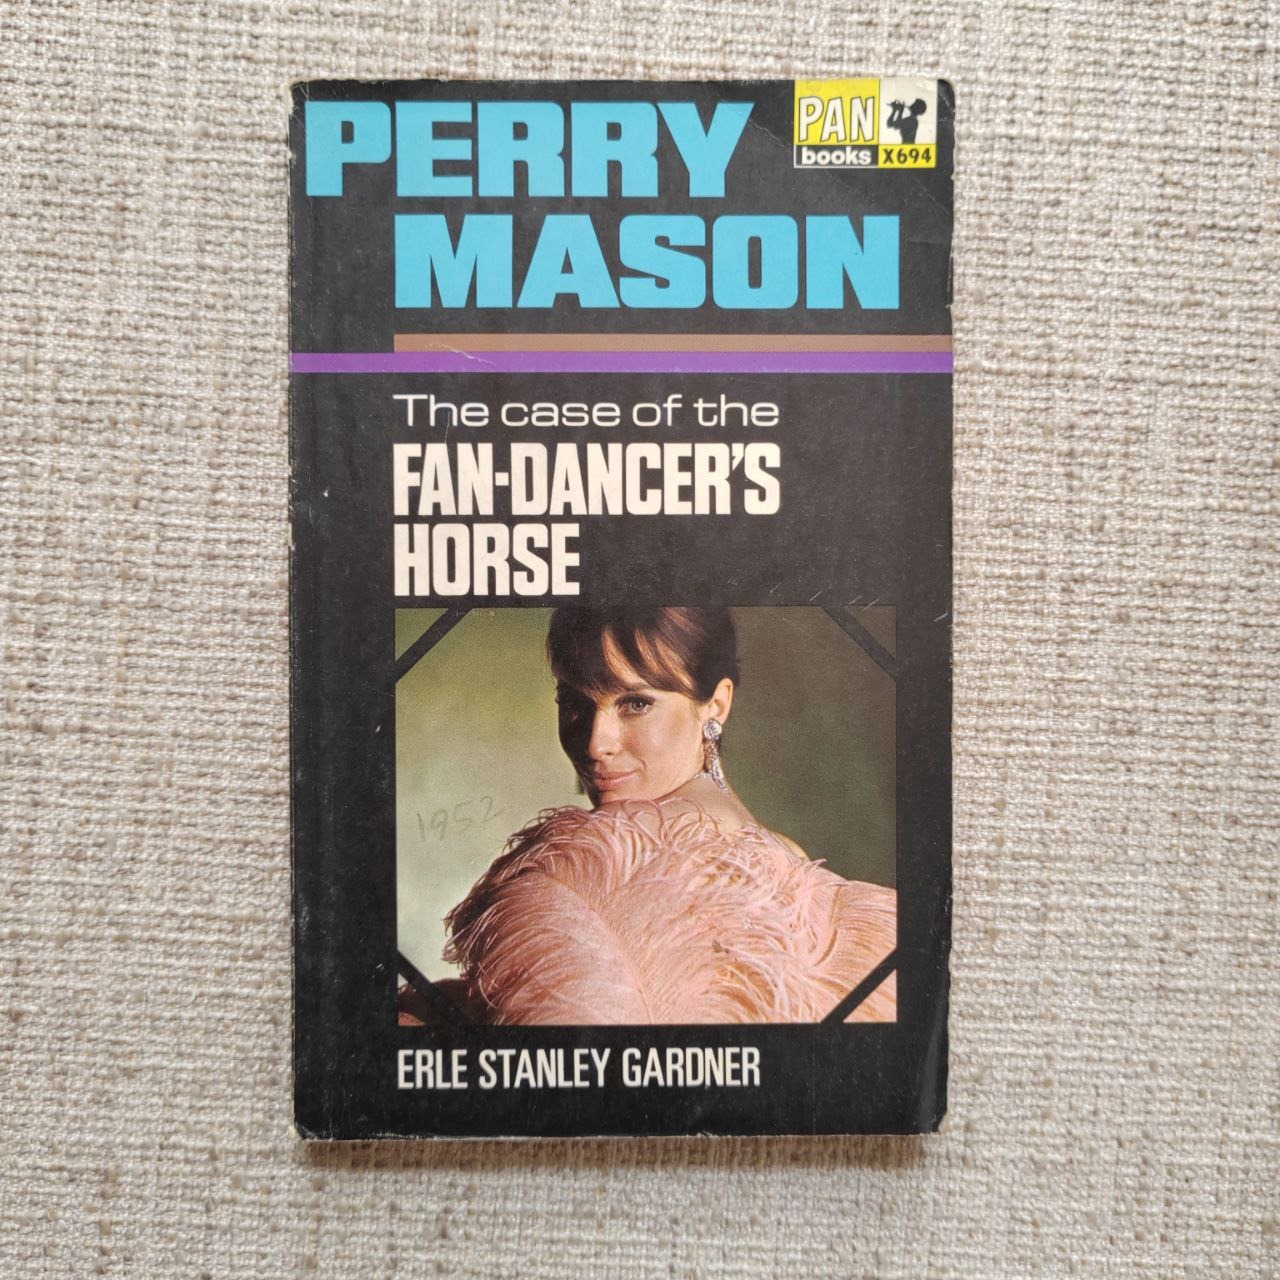 PERRY
MASON
PAN
books X694
The case of the
FAN-DANCER'S
HORSE
1952
ERLE STANLEY GARDNER